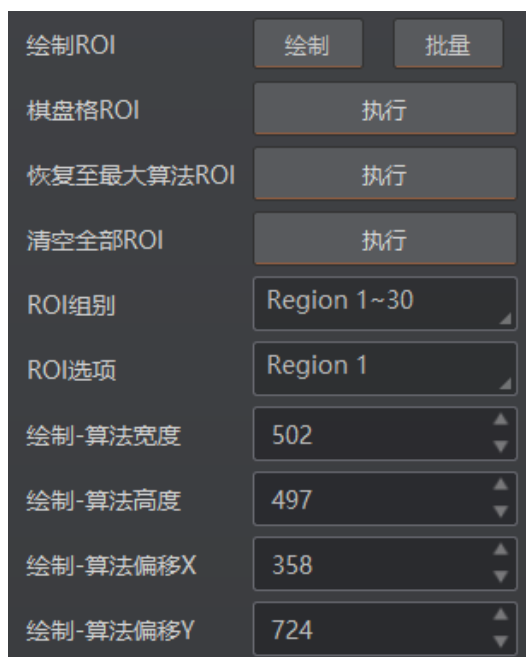 绘制ROI 绘制 批量
棋盘格ROI 执行
恢复至最大算法ROI 执行
清空全部ROI 执行
ROI组别 Region 1~30
ROI选项 Region 1
绘制-算法宽度 502
绘制-算法高度 497
绘制-算法偏移X 358
绘制-算法偏移Y 724